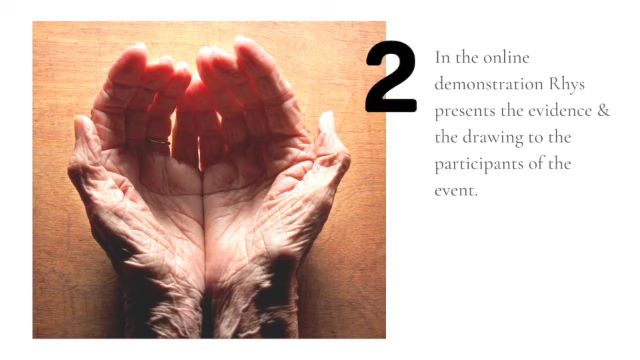 2
In the online
demonstration Rhys
presents the evidence &
the drawing to the
participants of the
event.